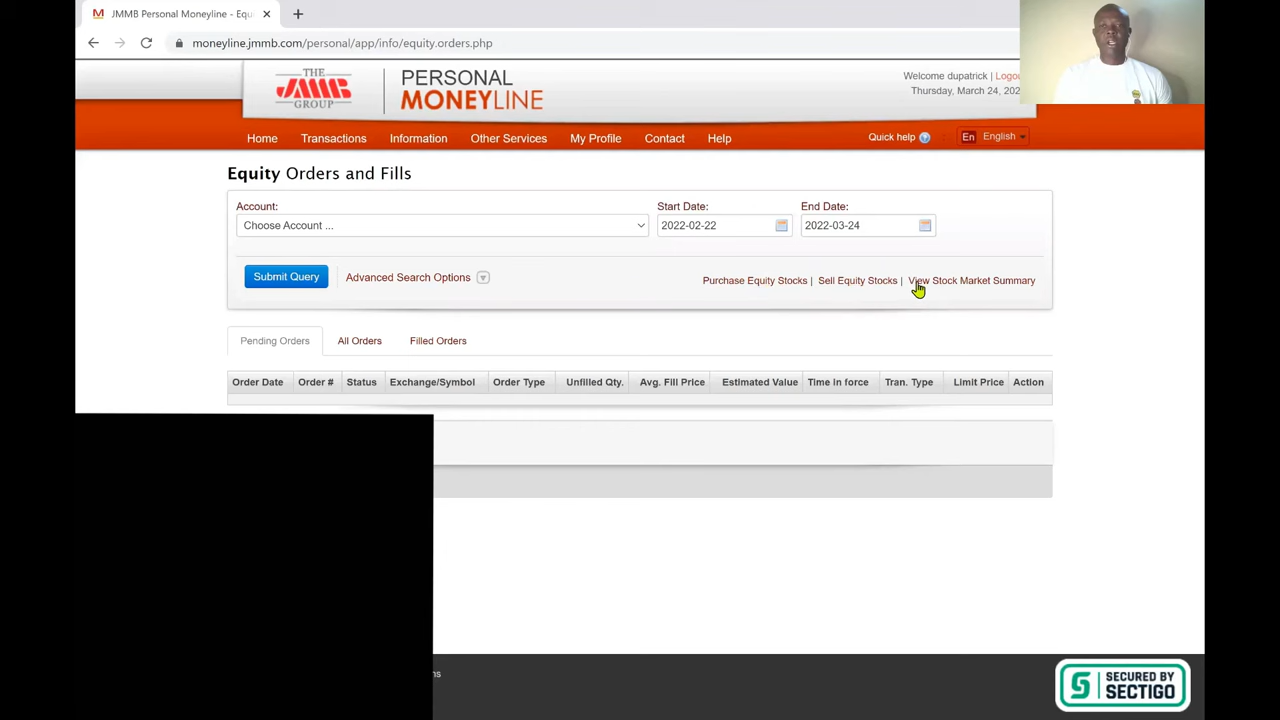 M JMMB Personal Moneyline - Equ
moneyline.jmmb.com/personal/app/info/equity.orders.php
THE JMMB GROUP
PERSONAL MONEYLINE
Welcome dupatrick | Logou
Thursday, March 24, 202
Home Transactions Information Other Services My Profile Contact Help Quick help ? En English
Equity Orders and Fills
Account: Start Date: End Date:
Choose Account ... 2022-02-22 2022-03-24
Submit Query Advanced Search Options Purchase Equity Stocks | Sell Equity Stocks | View Stock Market Summary
Pending Orders All Orders Filled Orders
Order Date Order # Status Exchange/Symbol Order Type Unfilled Qty. Avg. Fill Price Estimated Value Time in force Tran. Type Limit Price Action
ns
S SECURED BY
SECTIGO